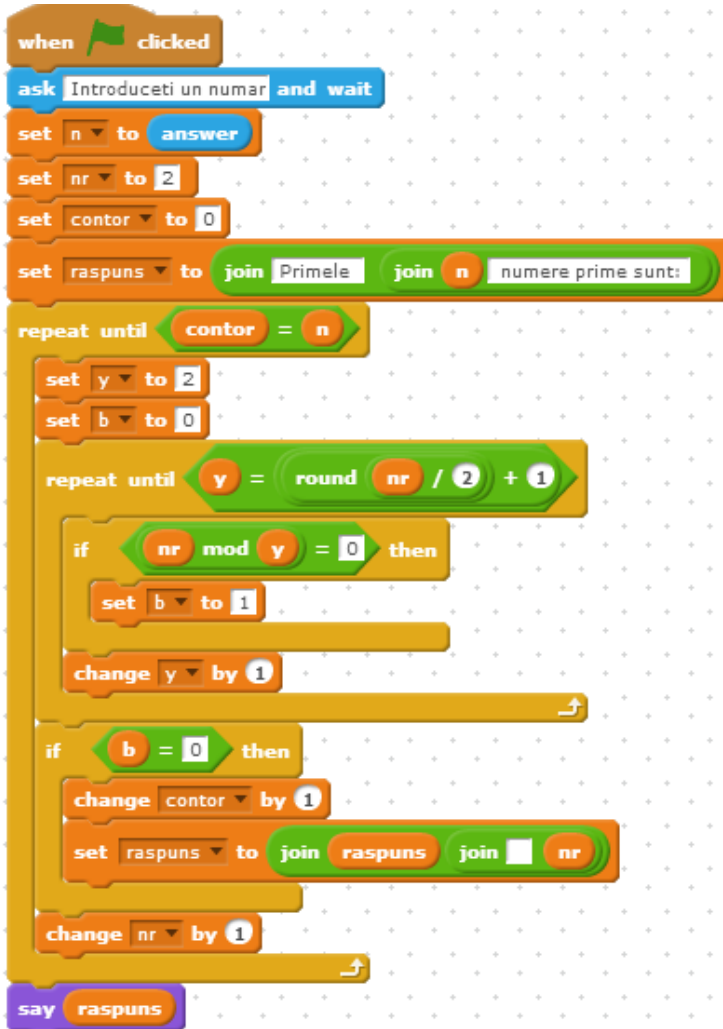 when clicked
ask Introduceti un numar and wait
set n to answer
set nr to 2
set contor to 0
set raspuns to join Primele join n numere prime sunt:
repeat until contor = n
set y to 2
set b to 0
repeat until y = round nr / 2 + 1
if nr mod y = 0 then
set b to 1
change y by 1
if b = 0 then
change contor by 1
set raspuns to join raspuns join nr
change nr by 1
say raspuns